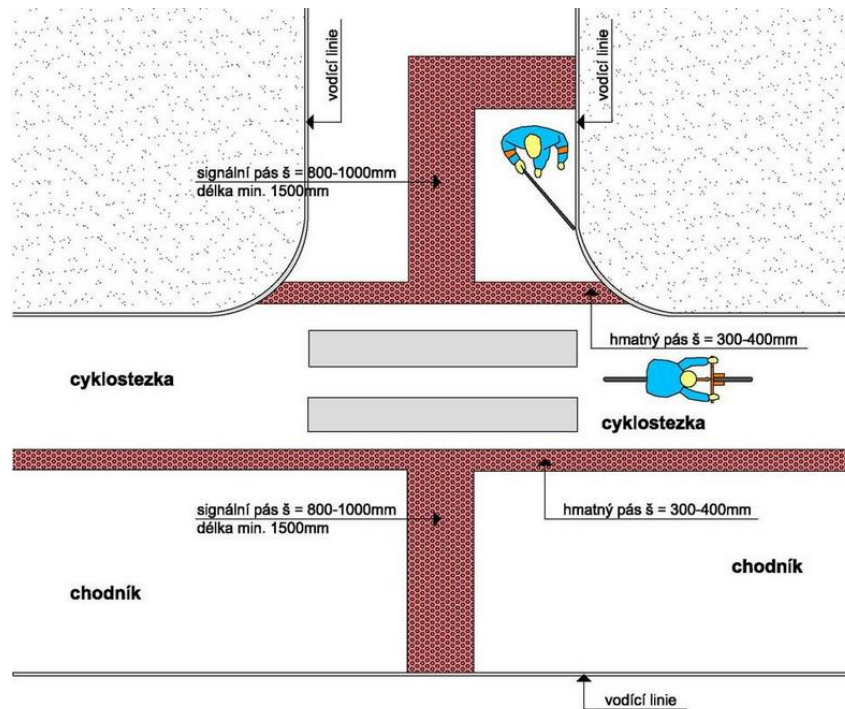 vodící linie
vodící linie
signální pás š = 800-1000mm
délka min. 1500mm
hmatný pás š = 300-400mm
cyklostezka
cyklostezka
signální pás š = 800-1000mm
délka min. 1500mm
hmatný pás š = 300-400mm
chodník
chodník
vodící linie